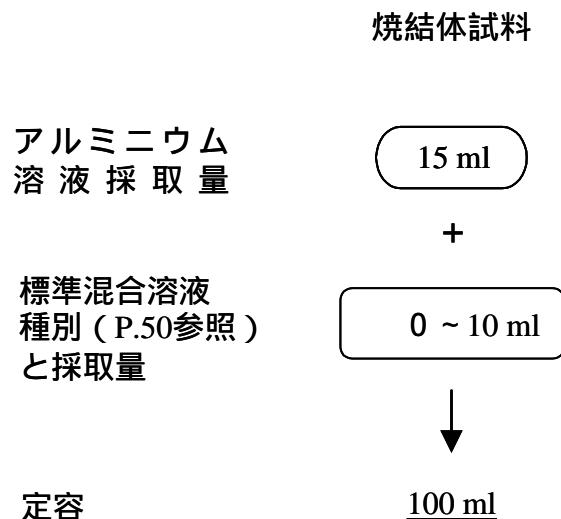 焼結体試料
アルミニウム
溶液採取量
15 ml
+
標準混合溶液
種別（P.50参照）
と採取量
0 ~ 10 ml
定容
100 ml